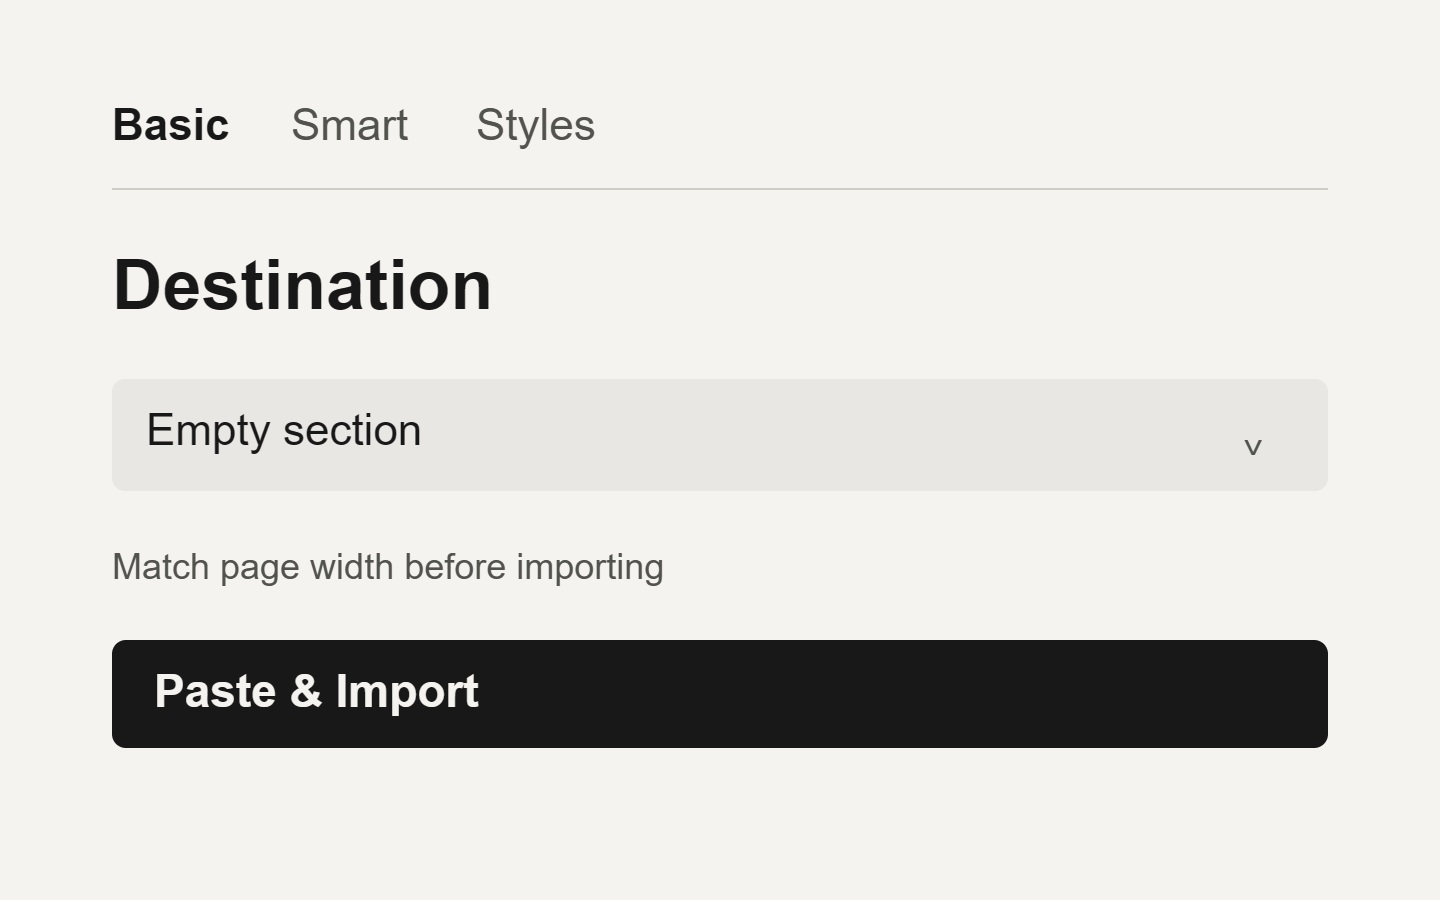 Basic Smart Styles
Destination
Empty section v
Match page width before importing
Paste & Import